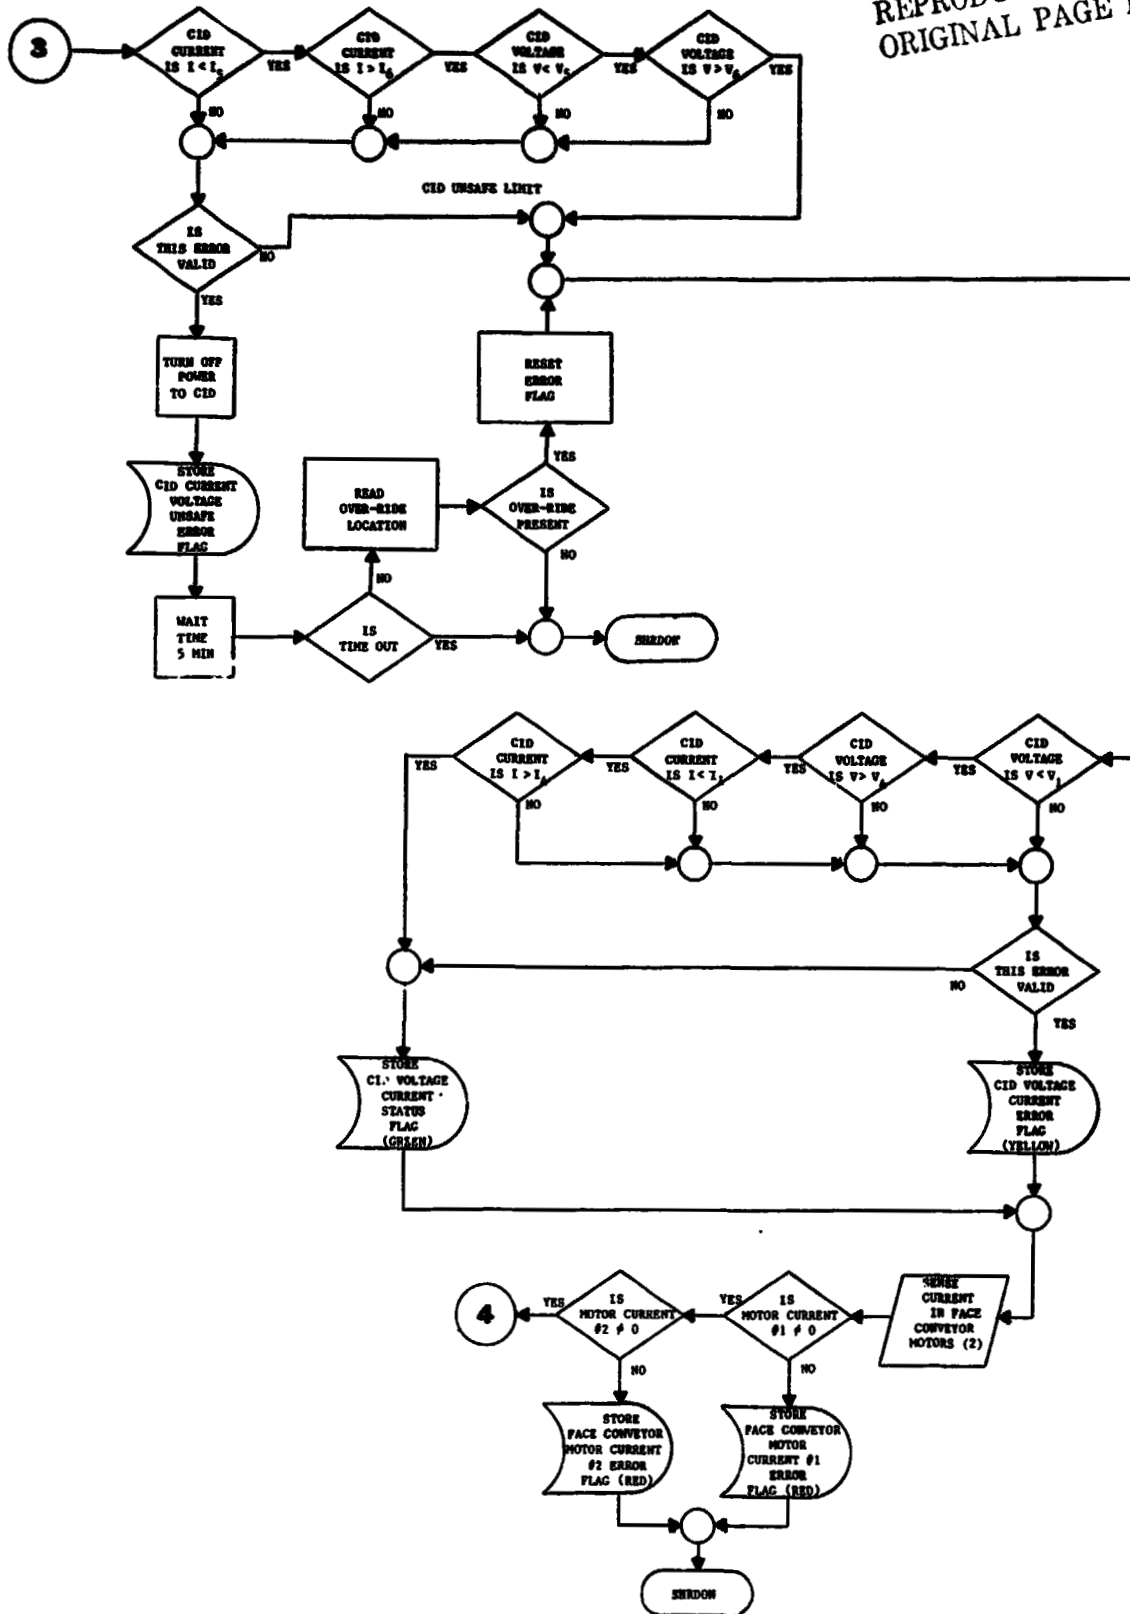 REPRODU
ORIGINAL PAGE
3
CID
CURRENT
IS I < I5
YES
NO
CID
CURRENT
IS I > I6
YES
NO
CID
VOLTAGE
IS V < V5
YES
NO
CID
VOLTAGE
IS V > V6
YES
NO
CID UNSAFE LIMIT
IS
THIS ERROR
VALID
NO
YES
TURN OFF
POWER
TO CID
RESET
ERROR
FLAG
YES
STORE
CID CURRENT
VOLTAGE
UNSAFE
ERROR
FLAG
READ
OVER-RIDE
LOCATION
IS
OVER-RIDE
PRESENT
NO
NO
WAIT
TIME
5 MIN
IS
TIME OUT
YES
SHRDON
CID
CURRENT
IS I > I4
YES
NO
CID
CURRENT
IS I <
YES
NO
CID
VOLTAGE
IS V > V4
YES
NO
CID
VOLTAGE
IS V < V
YES
NO
IS
THIS ERROR
VALID
NO
YES
STORE
VOLTAGE
CURRENT
STATUS
FLAG
(GREEN)
STORE
CID VOLTAGE
CURRENT
ERROR
FLAG
(YELLOW)
4
YES
IS
MOTOR CURRENT
#2 ≠ 0
NO
YES
IS
MOTOR CURRENT
#1 ≠ 0
NO
SENSE
CURRENT
IN FACE
CONVEYOR
MOTORS (2)
STORE
FACE CONVEYOR
MOTOR CURRENT
#2 ERROR
FLAG (RED)
STORE
FACE CONVEYOR
MOTOR
CURRENT #1
ERROR
FLAG (RED)
SHRDON